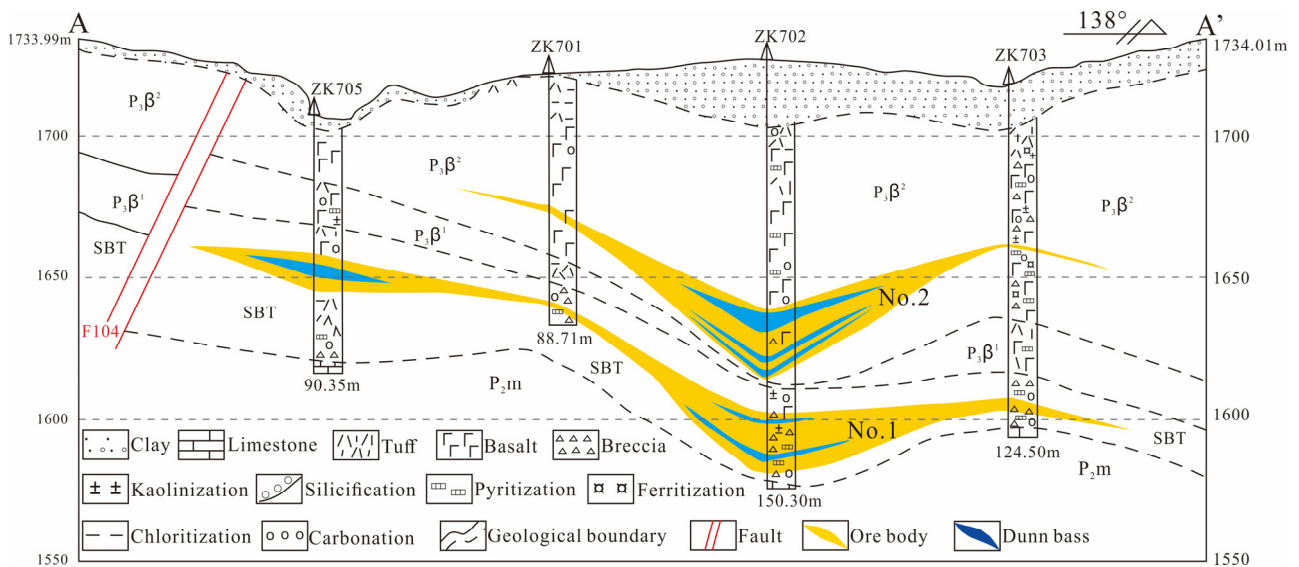 A
A'
138°
1733.99m
1734.01m
ZK701
ZK702
ZK703
ZK705
P₃β²
1700
1700
P₃β²
P₃β²
P₃β²
P₃β¹
P₃β¹
SBT
1650
1650
No.2
SBT
F104
88.71m
SBT
P₃β¹
90.35m
P₂m
1600
1600
No.1
SBT
124.50m
P₂m
150.30m
Clay
Limestone
Tuff
Basalt
Breccia
Kaolinization
Silicification
Pyritization
Ferritization
Chloritization
Carbonation
Geological boundary
Fault
Ore body
Dunn bass
1550
1550